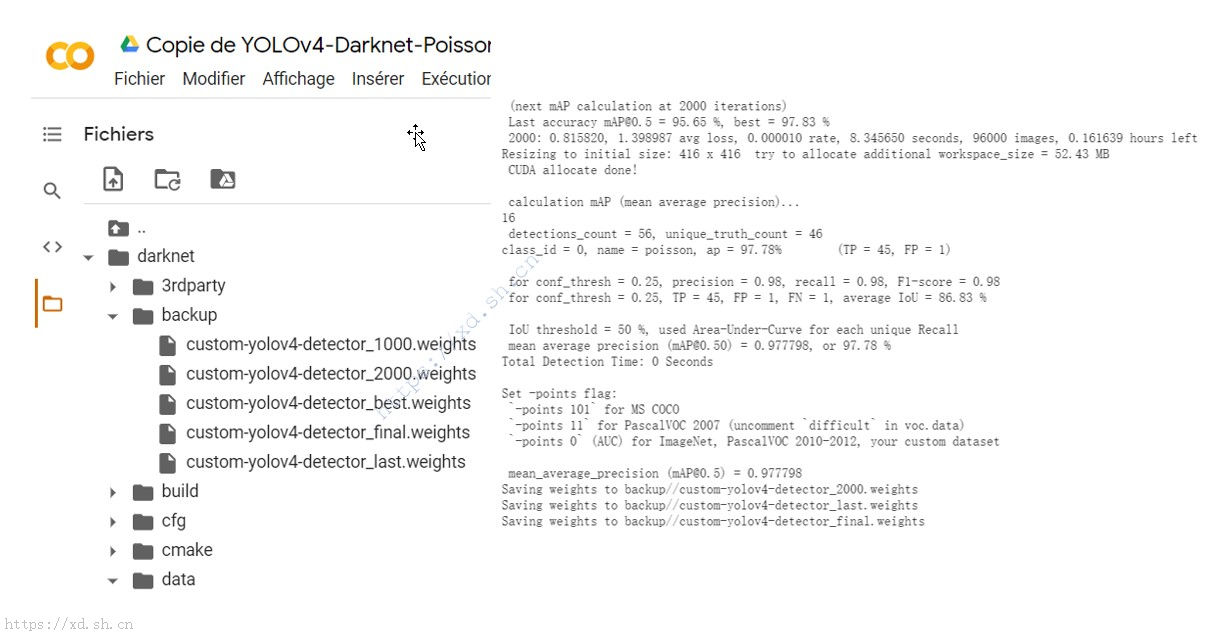 Copie de YOLOv4-Darknet-Poisson
Fichier Modifier Affichage Insérer Exécution
Fichiers
..
darknet
3rdparty
backup
custom-yolov4-detector_1000.weights
custom-yolov4-detector_2000.weights
custom-yolov4-detector_best.weights
custom-yolov4-detector_final.weights
custom-yolov4-detector_last.weights
build
cfg
cmake
data
(next mAP calculation at 2000 iterations)
Last accuracy mAP@0.5 = 95.65 %, best = 97.83 %
2000: 0.815820, 1.398987 avg loss, 0.000010 rate, 8.345650 seconds, 96000 images, 0.161639 hours left
Resizing to initial size: 416 x 416 try to allocate additional workspace_size = 52.43 MB
CUDA allocate done!
calculation mAP (mean average precision)...
16
detections_count = 56, unique_truth_count = 46
class_id = 0, name = poisson, ap = 97.78% (TP = 45, FP = 1)
for conf_thresh = 0.25, precision = 0.98, recall = 0.98, F1-score = 0.98
for conf_thresh = 0.25, TP = 45, FP = 1, FN = 1, average IoU = 86.83 %
IoU threshold = 50 %, used Area-Under-Curve for each unique Recall
mean average precision (mAP@0.50) = 0.977798, or 97.78 %
Total Detection Time: 0 Seconds
Set -points flag:
`-points 101` for MS COCO
`-points 11` for PascalVOC 2007 (uncomment `difficult` in voc.data)
`-points 0` (AUC) for ImageNet, PascalVOC 2010-2012, your custom dataset
mean_average_precision (mAP@0.5) = 0.977798
Saving weights to backup//custom-yolov4-detector_2000.weights
Saving weights to backup//custom-yolov4-detector_last.weights
Saving weights to backup//custom-yolov4-detector_final.weights
https://xd.sh.cn
https://xd.sh.cn